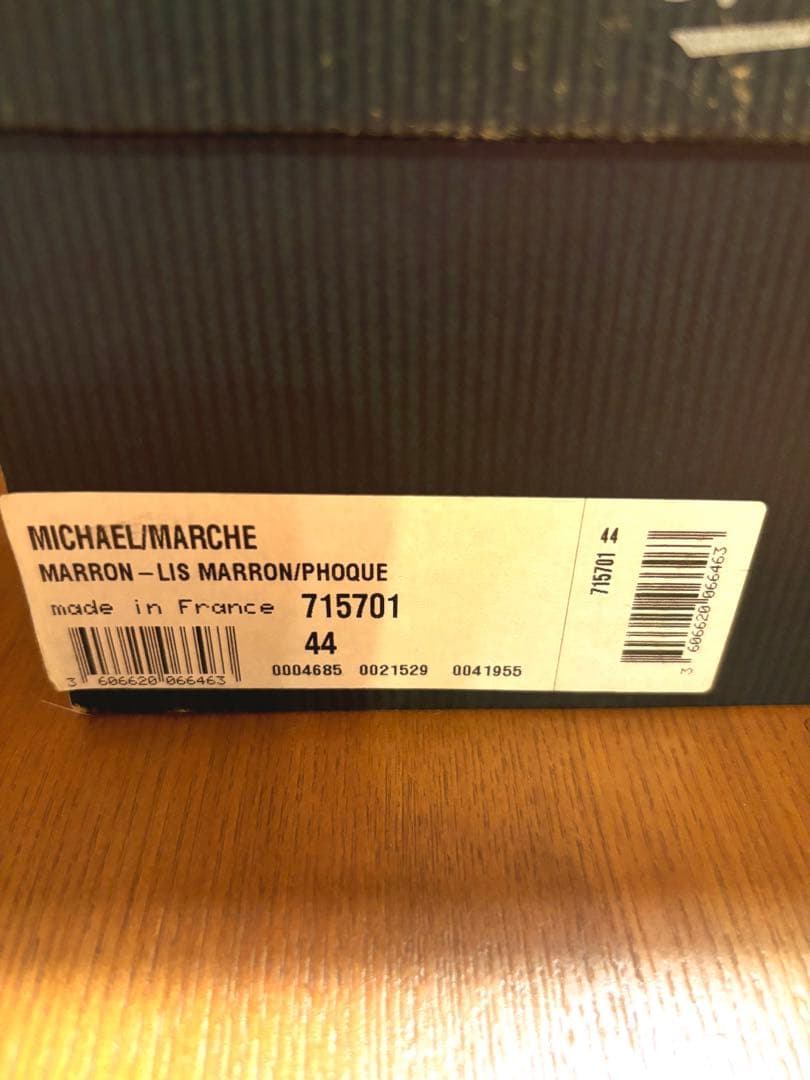 MICHAEL/MARCHE
MARRON-LIS MARRON/PHOQUE
made in France 715701
44
3 606620 066463
0004685 0021529 0041955
44
715701
3 606620 066463